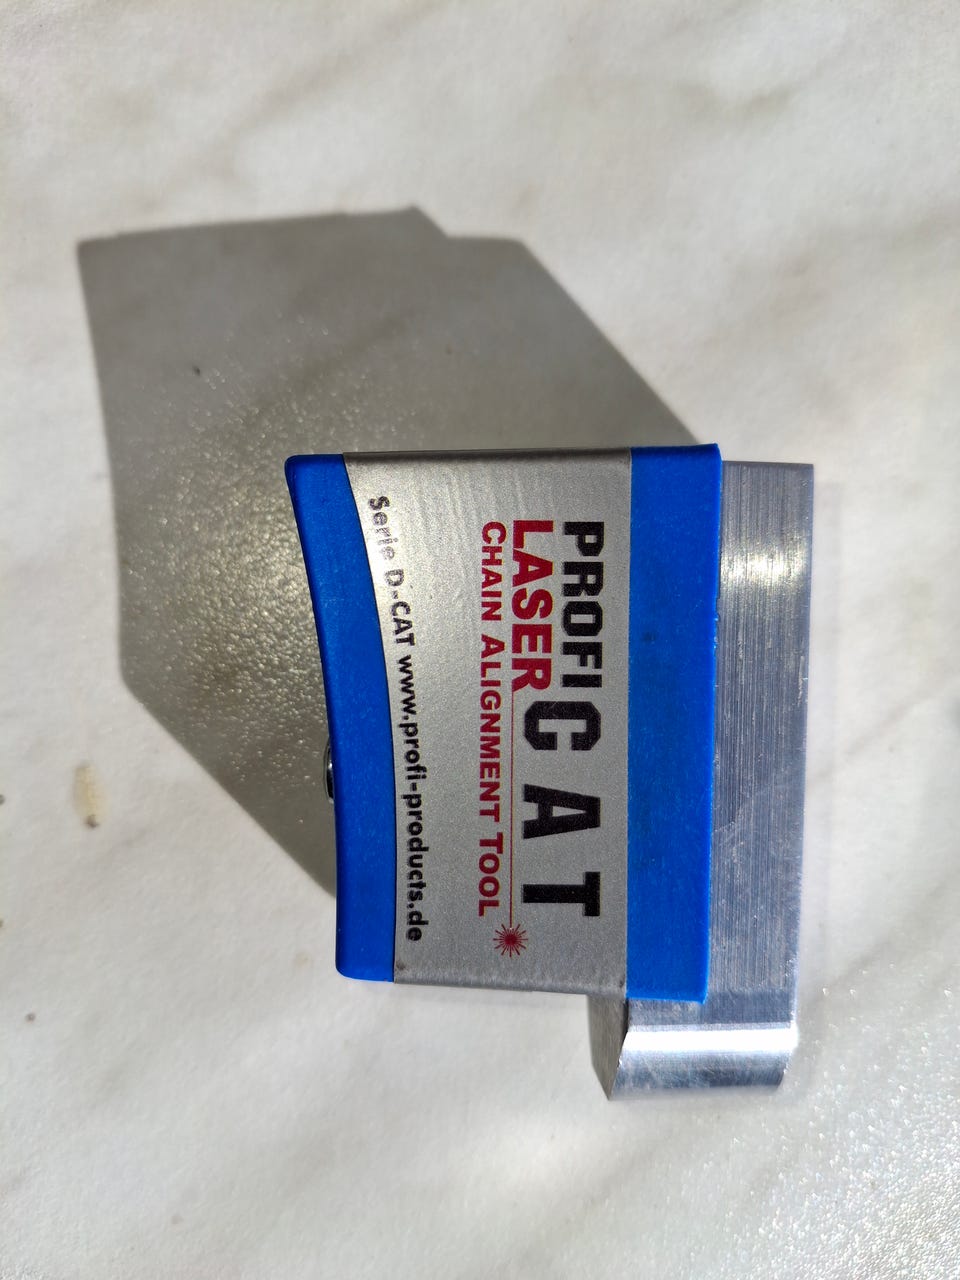 PROFI CAT
LASER
CHAIN ALIGNMENT TOOL
Serie D-CAT www.profi-products.de